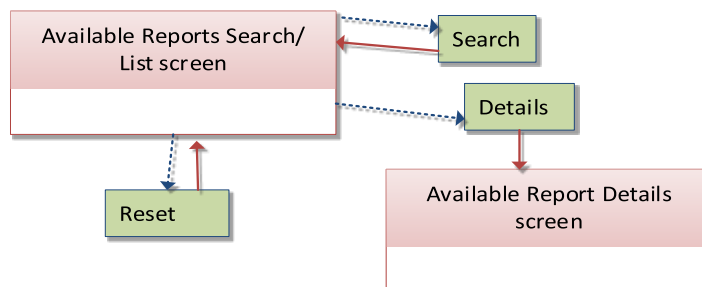 Available Reports Search/
List screen
Search
Details
Reset
Available Report Details
screen